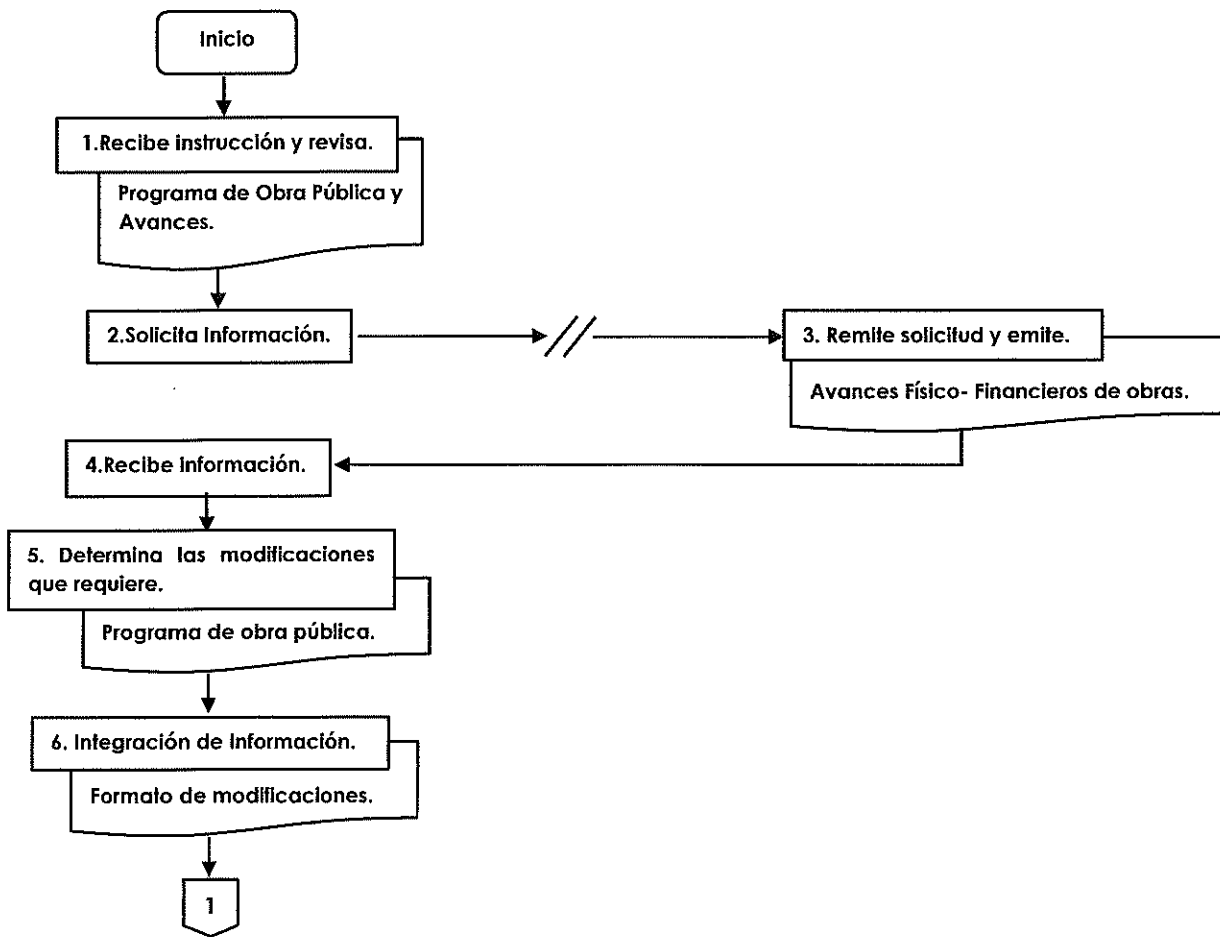 Inicio
1.Recibe instrucción y revisa.
Programa de Obra Pública y
Avances.
2.Solicita Información.
3. Remite solicitud y emite.
Avances Físico- Financieros de obras.
4.Recibe información.
5. Determina las modificaciones
que requiere.
Programa de obra pública.
6. Integración de Información.
Formato de modificaciones.
1